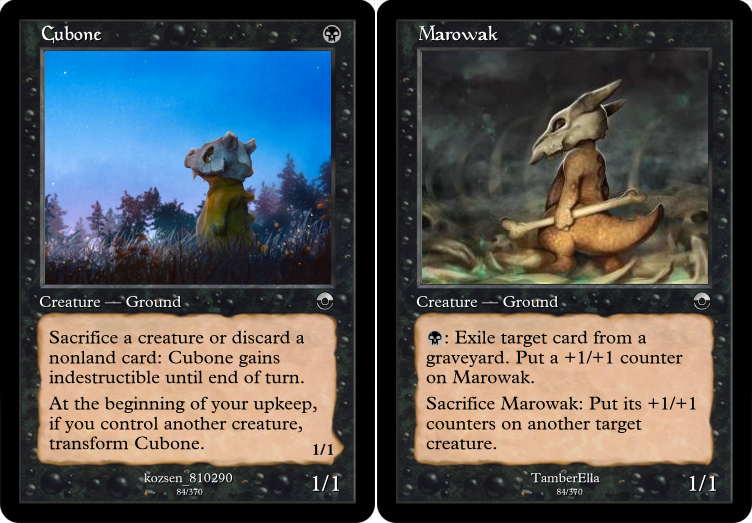 Cubone
Creature — Ground
Sacrifice a creature or discard a
nonland card: Cubone gains
indestructible until end of turn.
At the beginning of your upkeep,
if you control another creature,
transform Cubone.
1/1
kozsen_810290
84/370
1/1
Marowak
Creature — Ground
: Exile target card from a
graveyard. Put a +1/+1 counter
on Marowak.
Sacrifice Marowak: Put its +1/+1
counters on another target
creature.
TamberElla
84/370
1/1